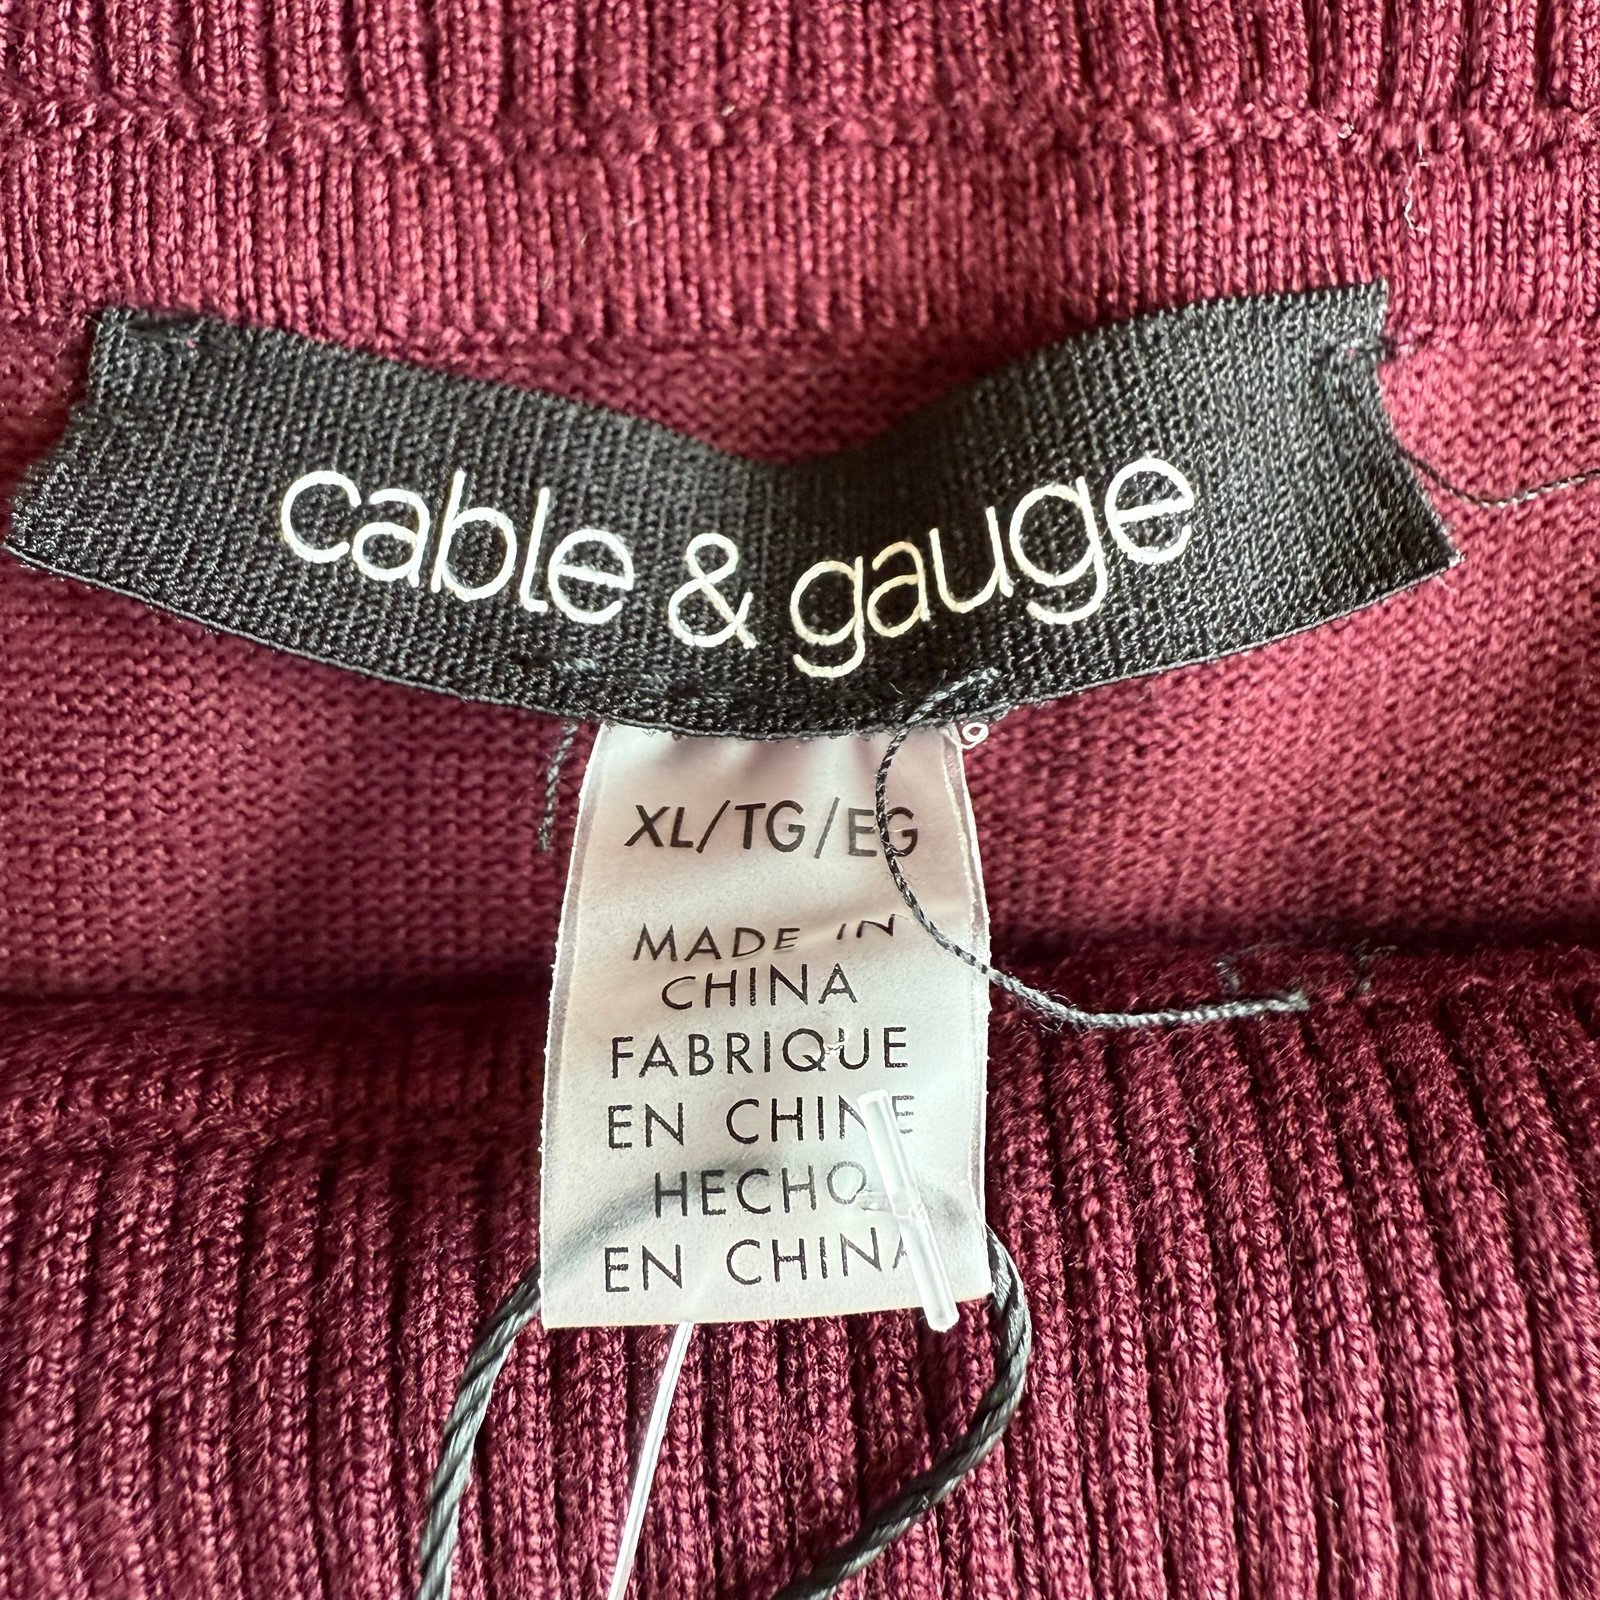 cable & gauge
XL/TG/EG
MADE IN
CHINA
FABRIQUE
EN CHINE
HECHO
EN CHINA